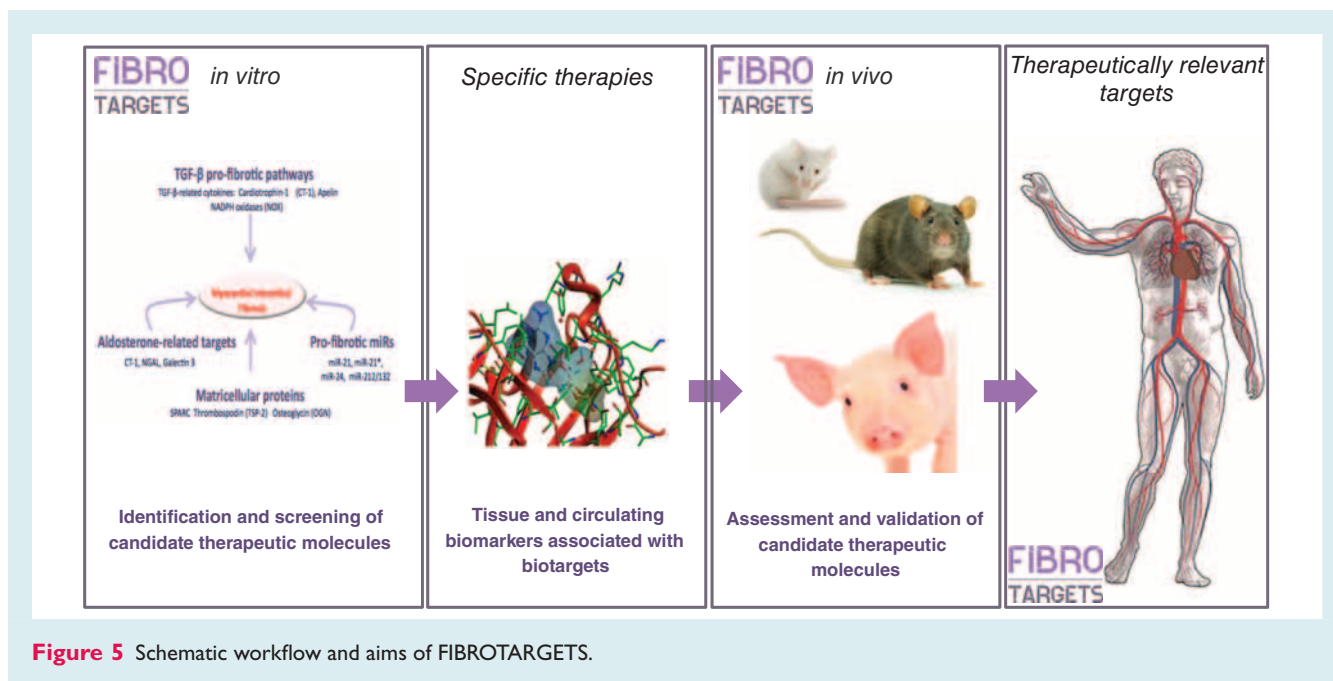 FIBRO
TARGETS
in vitro
TGF-β pro-fibrotic pathways
TGF-β-related cytokines: Cardiotrophin-1 (CT-1), Apelin
NADPH oxidases (NOX)
Myocardial interstitial
Fibrosis
Aldosterone-related targets
CT-1, NGAL, Galectin 3
Pro-fibrotic miRs
miR-21, miR-21*,
miR-24, miR-212/132
Matricellular proteins
SPARC Thrombospodin (TSP-2) Osteoglycin (OGN)
Identification and screening of
candidate therapeutic molecules
Specific therapies
Tissue and circulating
biomarkers associated with
biotargets
FIBRO
TARGETS
in vivo
Assessment and validation of
candidate therapeutic
molecules
Therapeutically relevant
targets
FIBRO
TARGETS
Figure 5 Schematic workflow and aims of FIBROTARGETS.